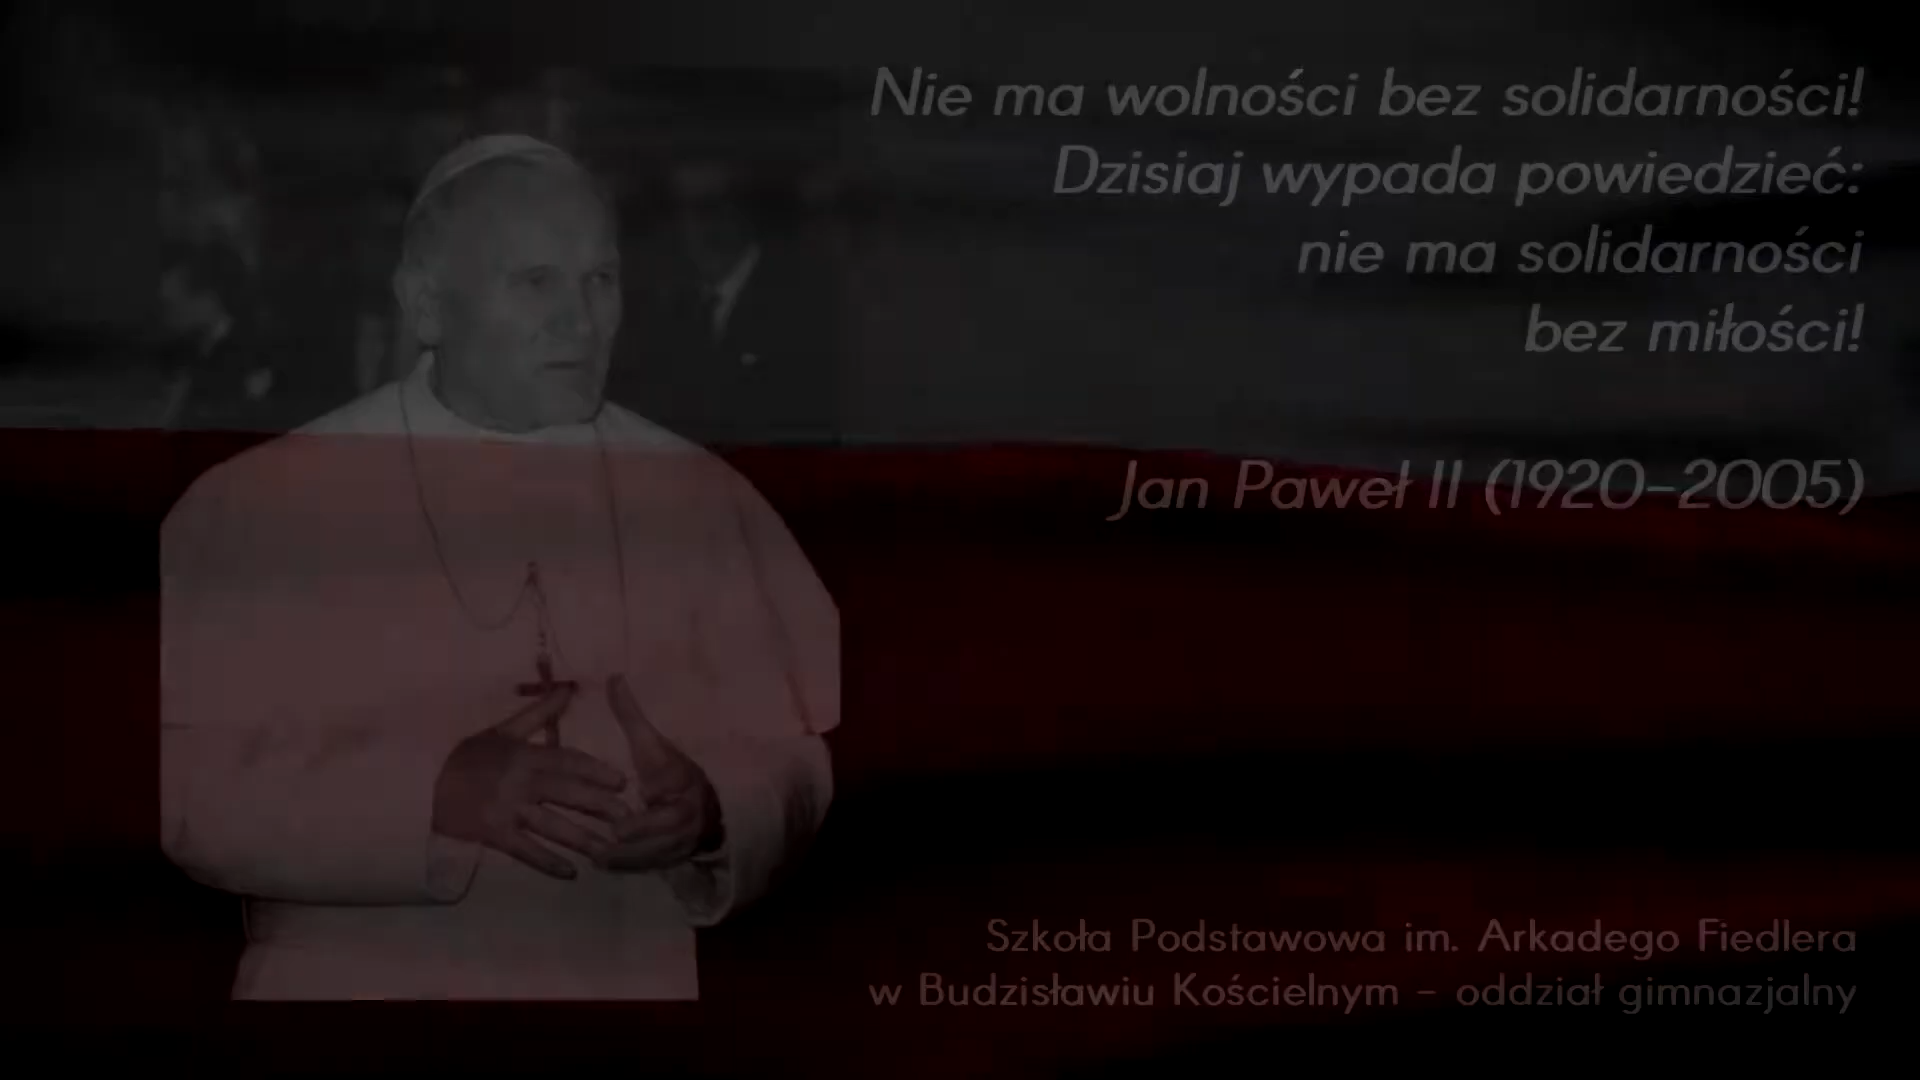 Nie ma wolności bez solidarności!
Dzisiaj wypada powiedzieć:
nie ma solidarności
bez miłości!
Jan Paweł II (1920–2005)
Szkoła Podstawowa im. Arkadego Fiedlera
w Budzisławiu Kościelnym – oddział gimnazjalny